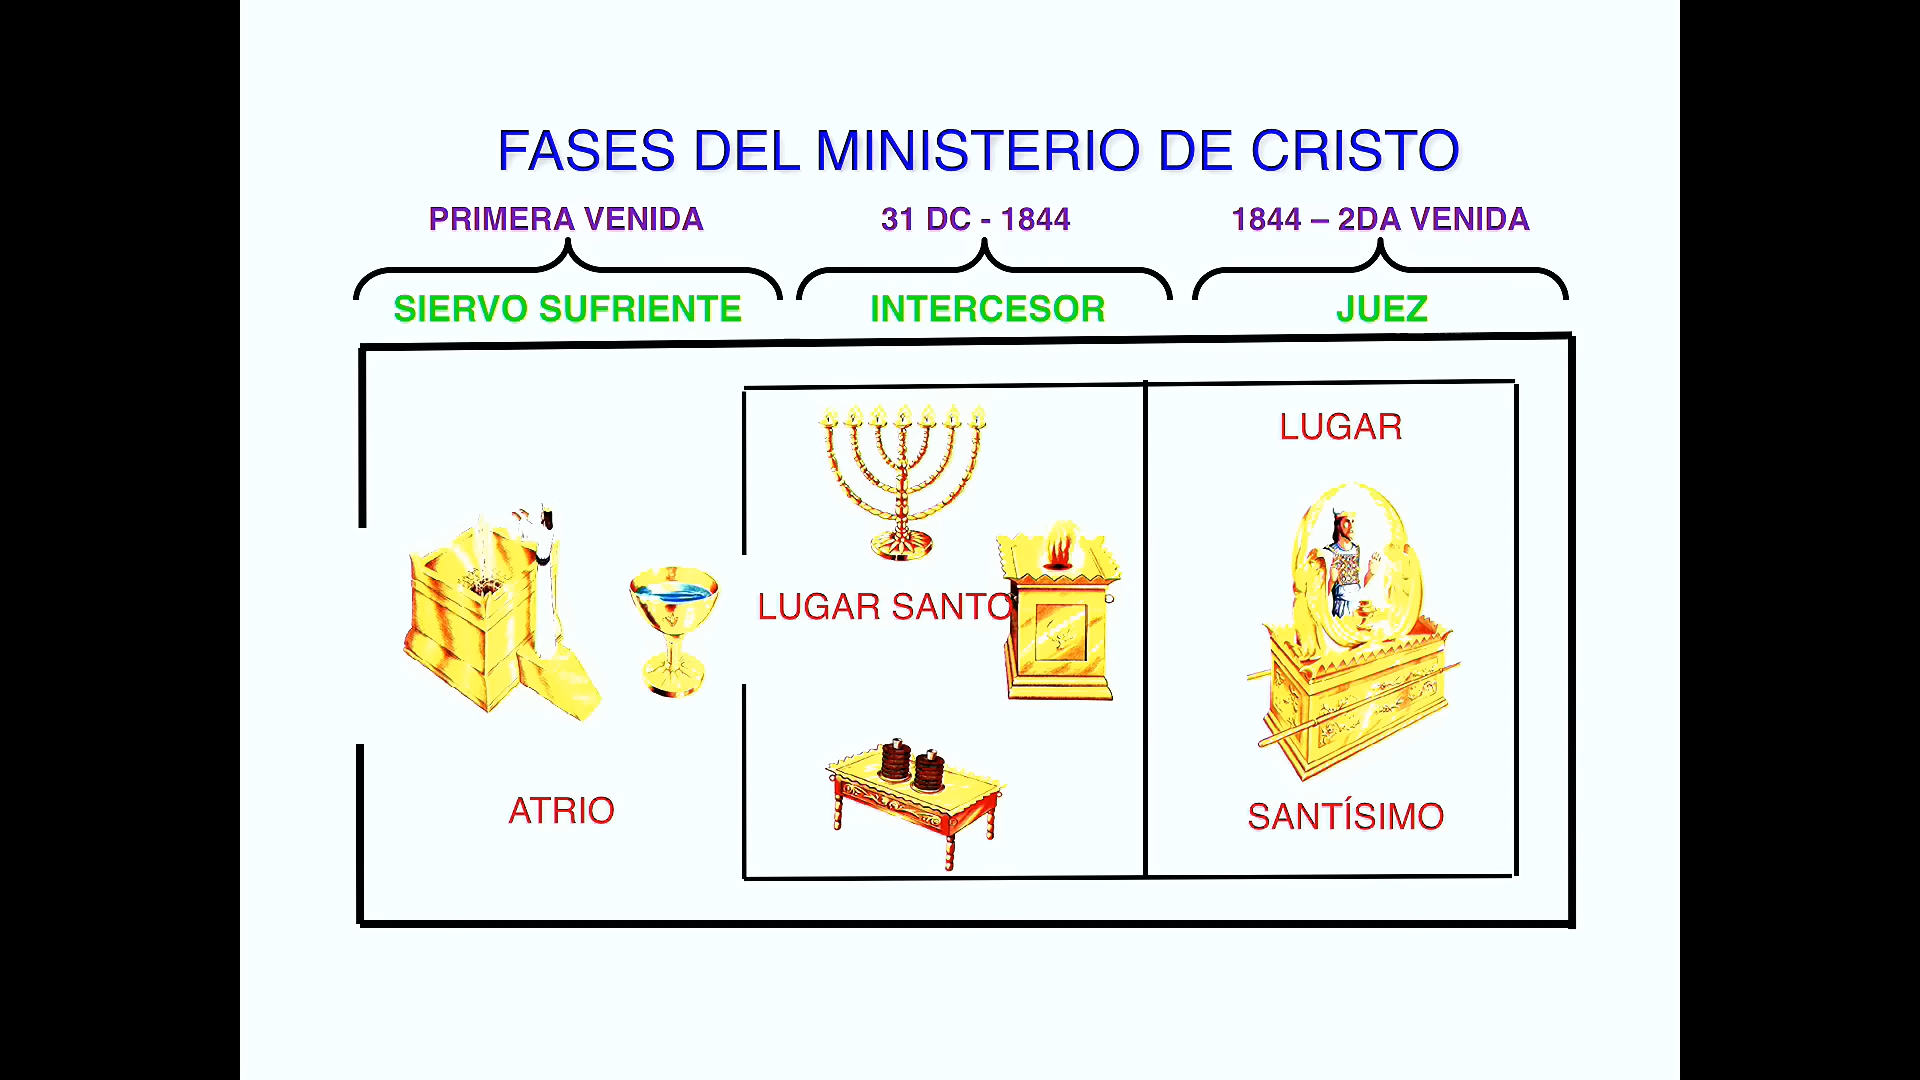 FASES DEL MINISTERIO DE CRISTO
PRIMERA VENIDA
31 DC - 1844
1844 – 2DA VENIDA
SIERVO SUFRIENTE
INTERCESOR
JUEZ
LUGAR
LUGAR SANTO
ATRIO
SANTÍSIMO